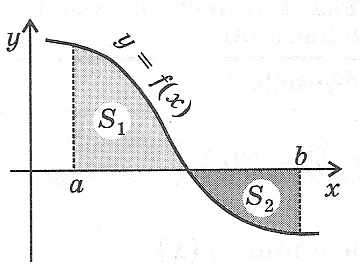 y
y = f(x)
S₁
b
a
S₂
x